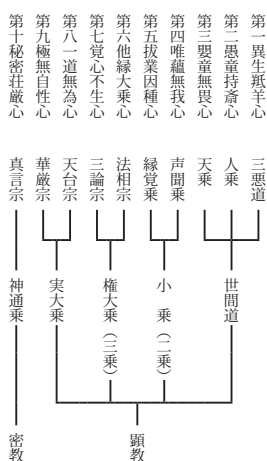 第一異生羝羊心
第二愚童持斎心
第三嬰童無畏心
第四唯蘊無我心
第五抜業因種心
第六他縁大乗心
第七覚心不生心
第八一道無為心
第九極無自性心
第十秘密荘厳心
三悪道
人乗
天乗
声聞乗
縁覚乗
法相宗
三論宗
天台宗
華厳宗
真言宗
世間道
小　乗（二乗）
権大乗（三乗）
実大乗
神通乗
顕教
密教